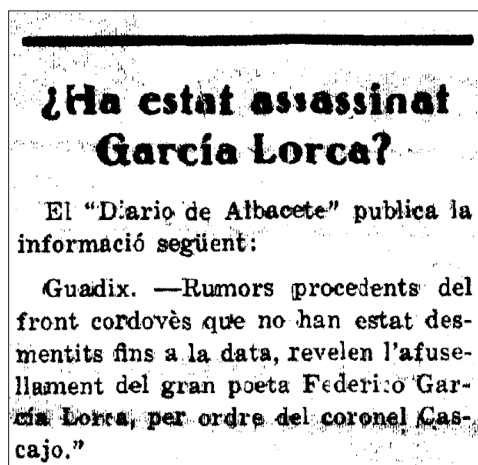 ¿Ha estat assassinat
García Lorca?
El "Diario de Albacete" publica la
informació següent:
Guadix. —Rumors procedents del
front cordovès que no han estat des-
mentits fins a la data, revelen l'afuse-
llament del gran poeta Federico Gar-
cía Lorca, per ordre del coronel Cas-
cajo."